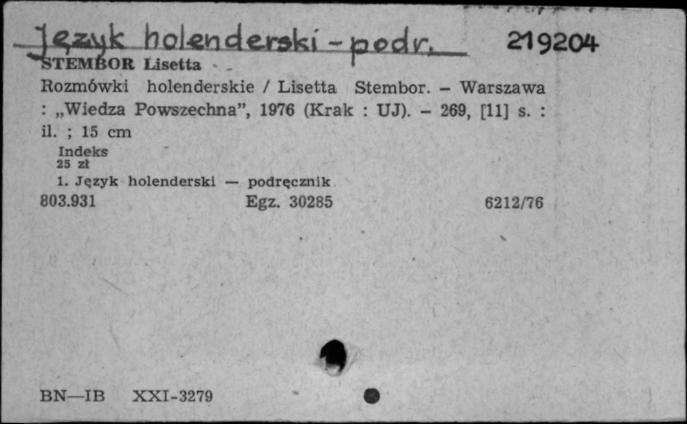 Język holenderski - podr. 219204
STEMBOR Lisetta
Rozmówki holenderskie / Lisetta Stembor. — Warszawa
: „Wiedza Powszechna”, 1976 (Krak : UJ). — 269, [11] s. :
il. ; 15 cm
Indeks
25 zł
1. Język holenderski — podręcznik
803.931 Egz. 30285 6212/76
BN—IB XXI-3279